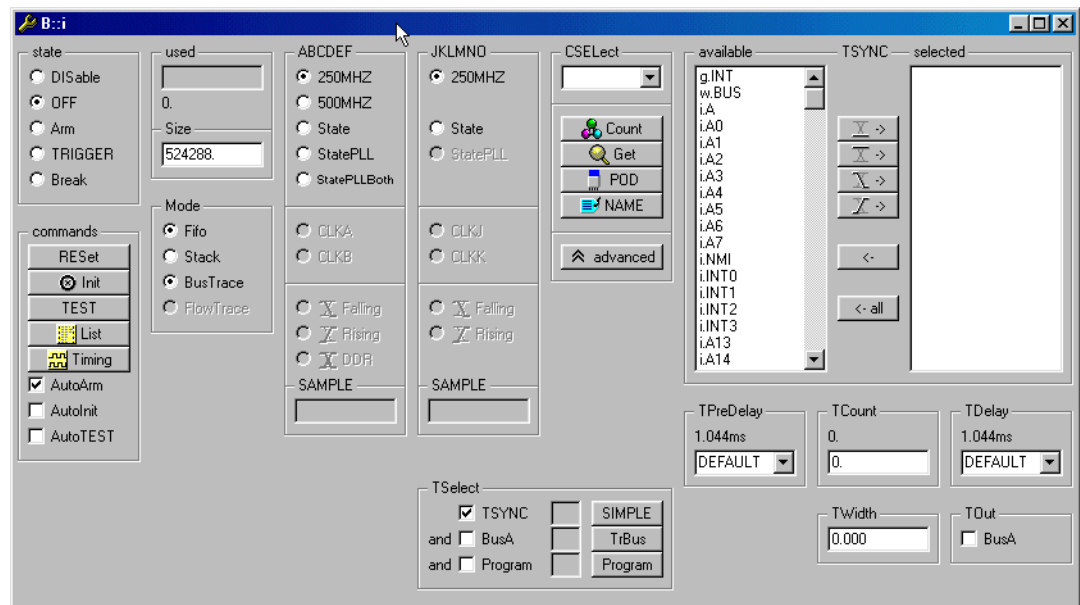 B::i
state
DISable
OFF
Arm
TRIGGER
Break
commands
RESet
Init
TEST
List
Timing
AutoArm
AutoInit
AutoTEST
used
0.
Size
524288.
Mode
Fifo
Stack
BusTrace
FlowTrace
ABCDEF
250MHZ
500MHZ
State
StatePLL
StatePLLBoth
CLKA
CLKB
Falling
Rising
DDR
SAMPLE
JKLMNO
250MHZ
State
StatePLL
CLKJ
CLKK
Falling
Rising
SAMPLE
CSELect
Count
Get
POD
NAME
advanced
TSelect
TSYNC
SIMPLE
and BusA
TrBus
and Program
Program
available
TSYNC
selected
g.INT
w.BUS
i.A
i.A0
i.A1
i.A2
i.A3
i.A4
i.A5
i.A6
i.A7
i.NMI
i.INT0
i.INT1
i.INT2
i.INT3
i.A13
i.A14
->
->
->
->
<-
<- all
TPreDelay
1.044ms
DEFAULT
TCount
0.
0.
TDelay
1.044ms
DEFAULT
TWidth
0.000
TOut
BusA